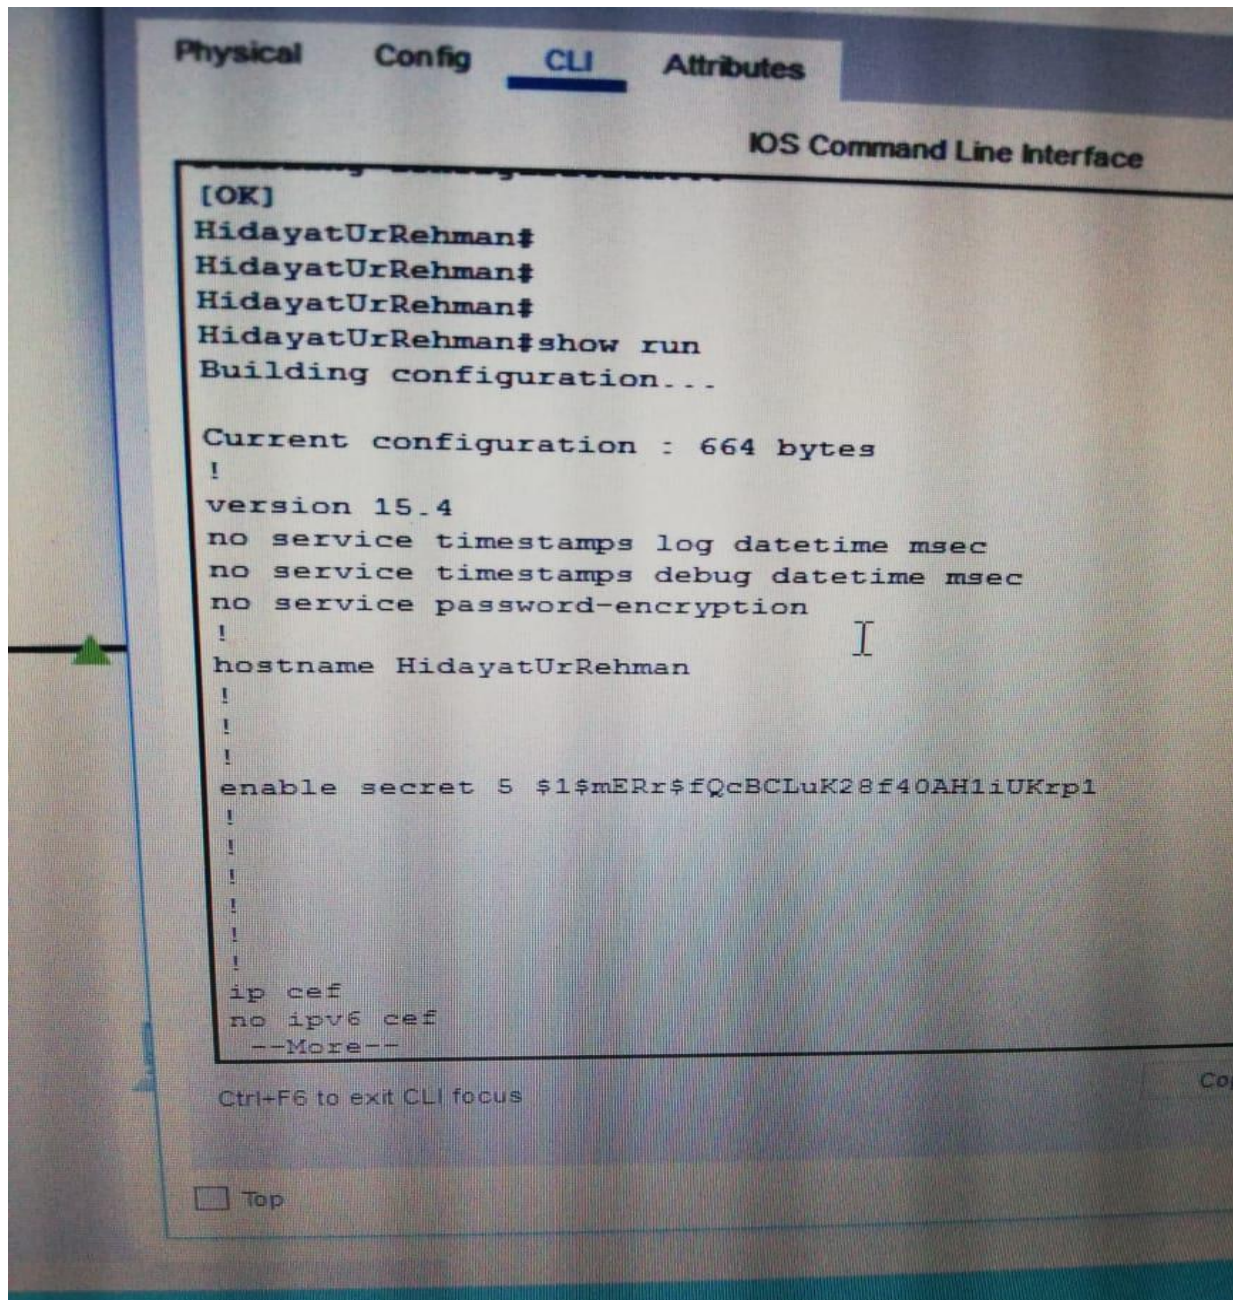 Physical Config CLI Attributes
IOS Command Line Interface
[OK]
HidayatUrRehman#
HidayatUrRehman#
HidayatUrRehman#
HidayatUrRehman#show run
Building configuration...
Current configuration : 664 bytes
!
version 15.4
no service timestamps log datetime msec
no service timestamps debug datetime msec
no service password-encryption
!
hostname HidayatUrRehman
!
!
!
enable secret 5 $1$mERr$fQcBCLuK28f40AH1iUKrp1
!
!
!
!
!
!
ip cef
no ipv6 cef
--More--
Ctrl+F6 to exit CLI focus
Top